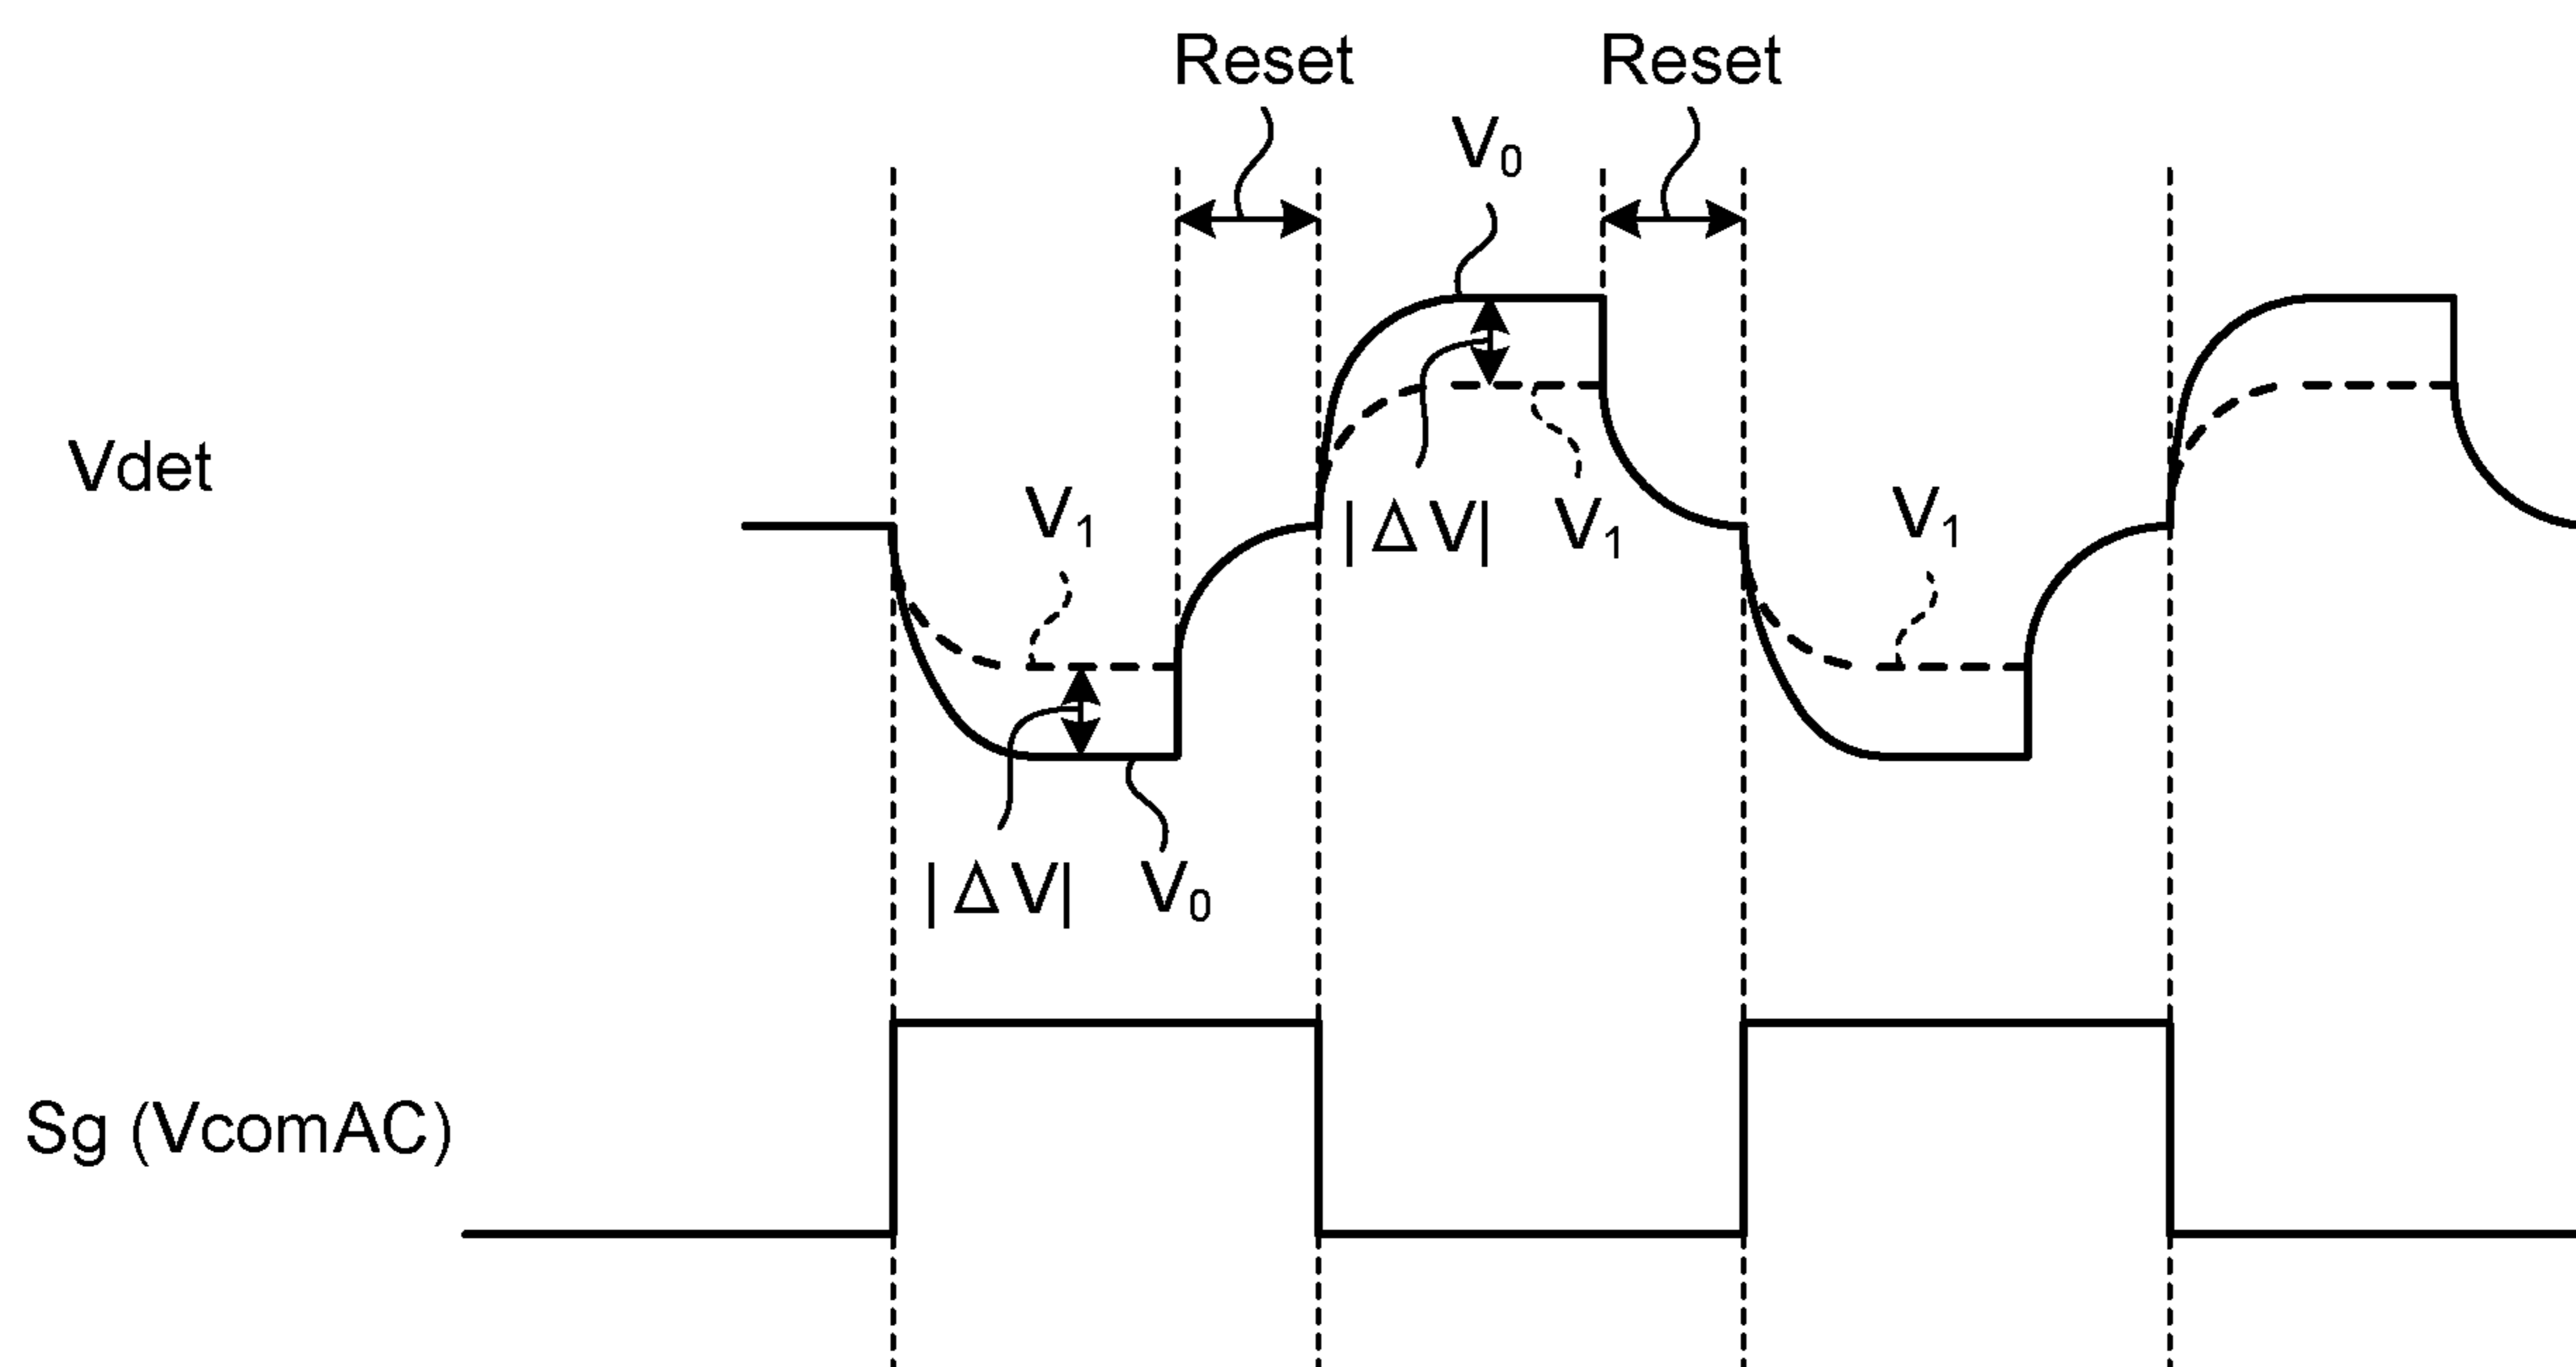 Reset
Reset
V₀
Vdet
V₁
|ΔV|
V₁
V₁
|ΔV|
V₀
Sg (VcomAC)